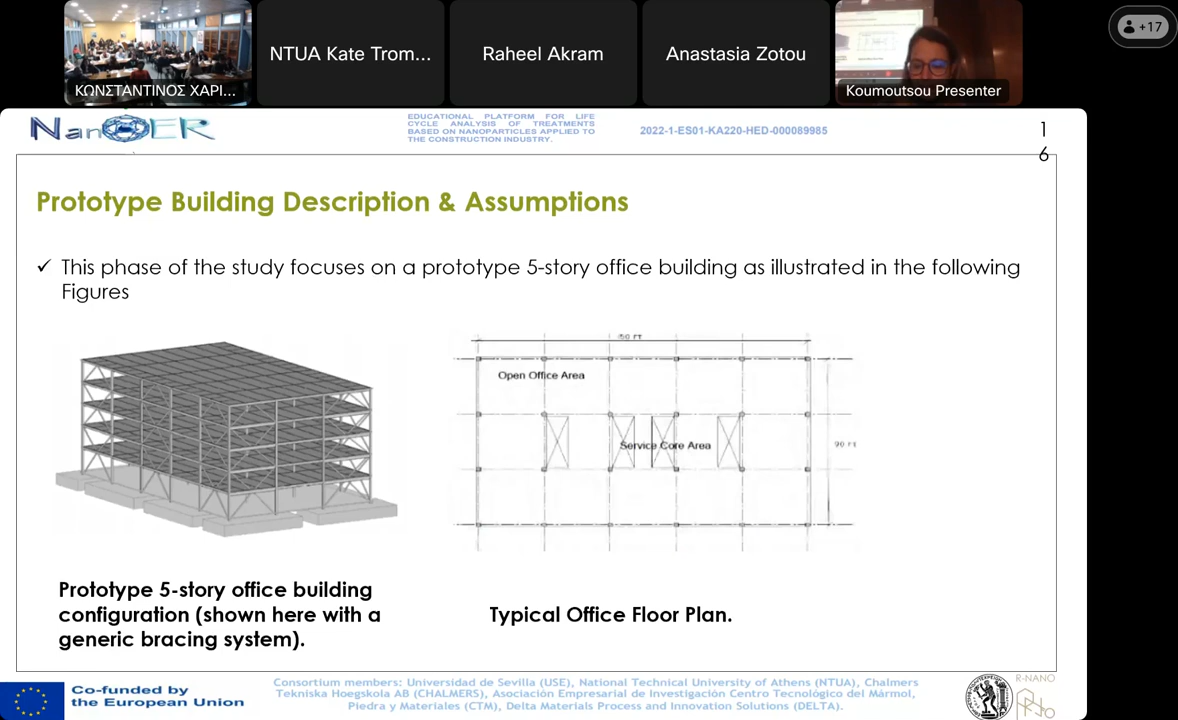 +17
ΚΩΝΣΤΑΝΤΙΝΟΣ ΧΑΡΙ...
NTUA Kate Trom...
Raheel Akram
Anastasia Zotou
Koumoutsou Presenter
NanOER
EDUCATIONAL PLATFORM FOR LIFE
CYCLE ANALYSIS OF TREATMENTS
BASED ON NANOPARTICLES APPLIED TO
THE CONSTRUCTION INDUSTRY.
2022-1-ES01-KA220-HED-000089985
1
6
Prototype Building Description & Assumptions
✓ This phase of the study focuses on a prototype 5-story office building as illustrated in the following
Figures
Open Office Area
Service Core Area
90 FT
Prototype 5-story office building
configuration (shown here with a
generic bracing system).
Typical Office Floor Plan.
Co-funded by
the European Union
Consortium members: Universidad de Sevilla (USE), National Technical University of Athens (NTUA), Chalmers
Tekniska Hoegskola AB (CHALMERS), Asociación Empresarial de Investigación Centro Tecnológico del Mármol,
Piedra y Materiales (CTM), Delta Materials Process and Innovation Solutions (DELTA).
R-NANO